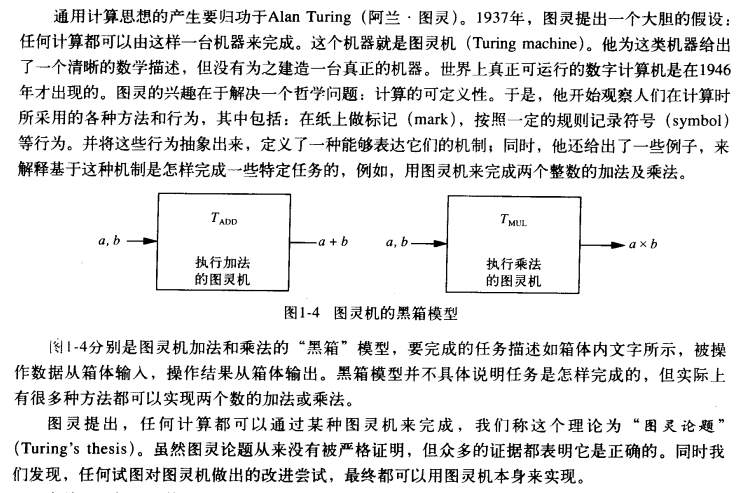 通用计算思想的产生要归功于Alan Turing（阿兰·图灵）。1937年，图灵提出一个大胆的假设：
任何计算都可以由这样一台机器来完成。这个机器就是图灵机（Turing machine）。他为这类机器给出
了一个清晰的数学描述，但没有为之建造一台真正的机器。世界上真正可运行的数字计算机是在1946
年才出现的。图灵的兴趣在于解决一个哲学问题：计算的可定义性。于是，他开始观察人们在计算时
所采用的各种方法和行为，其中包括：在纸上做标记（mark），按照一定的规则记录符号（symbol）
等行为。并将这些行为抽象出来，定义了一种能够表达它们的机制；同时，他还给出了一些例子，来
解释基于这种机制是怎样完成一些特定任务的，例如，用图灵机来完成两个整数的加法及乘法。
a, b
TADD
执行加法
的图灵机
a + b
a, b
TMUL
执行乘法
的图灵机
a × b
图1-4 图灵机的黑箱模型
图1-4分别是图灵机加法和乘法的“黑箱”模型，要完成的任务描述如箱体内文字所示，被操
作数据从箱体输入，操作结果从箱体输出。黑箱模型并不具体说明任务是怎样完成的，但实际上
有很多种方法都可以实现两个数的加法或乘法。
图灵提出，任何计算都可以通过某种图灵机来完成，我们称这个理论为“图灵论题”
(Turing's thesis)。虽然图灵论题从来没有被严格证明，但众多的证据都表明它是正确的。同时我
们发现，任何试图对图灵机做出的改进尝试，最终都可以用图灵机本身来实现。